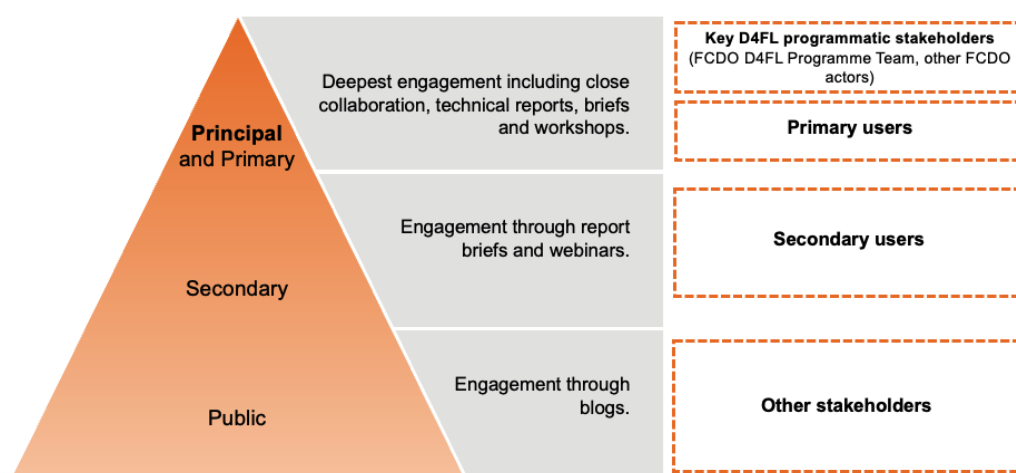 Principal
and Primary
Secondary
Public
Deepest engagement including close
collaboration, technical reports, briefs
and workshops.
Engagement through report
briefs and webinars.
Engagement through
blogs.
Key D4FL programmatic stakeholders
(FCDO D4FL Programme Team, other FCDO
actors)
Primary users
Secondary users
Other stakeholders